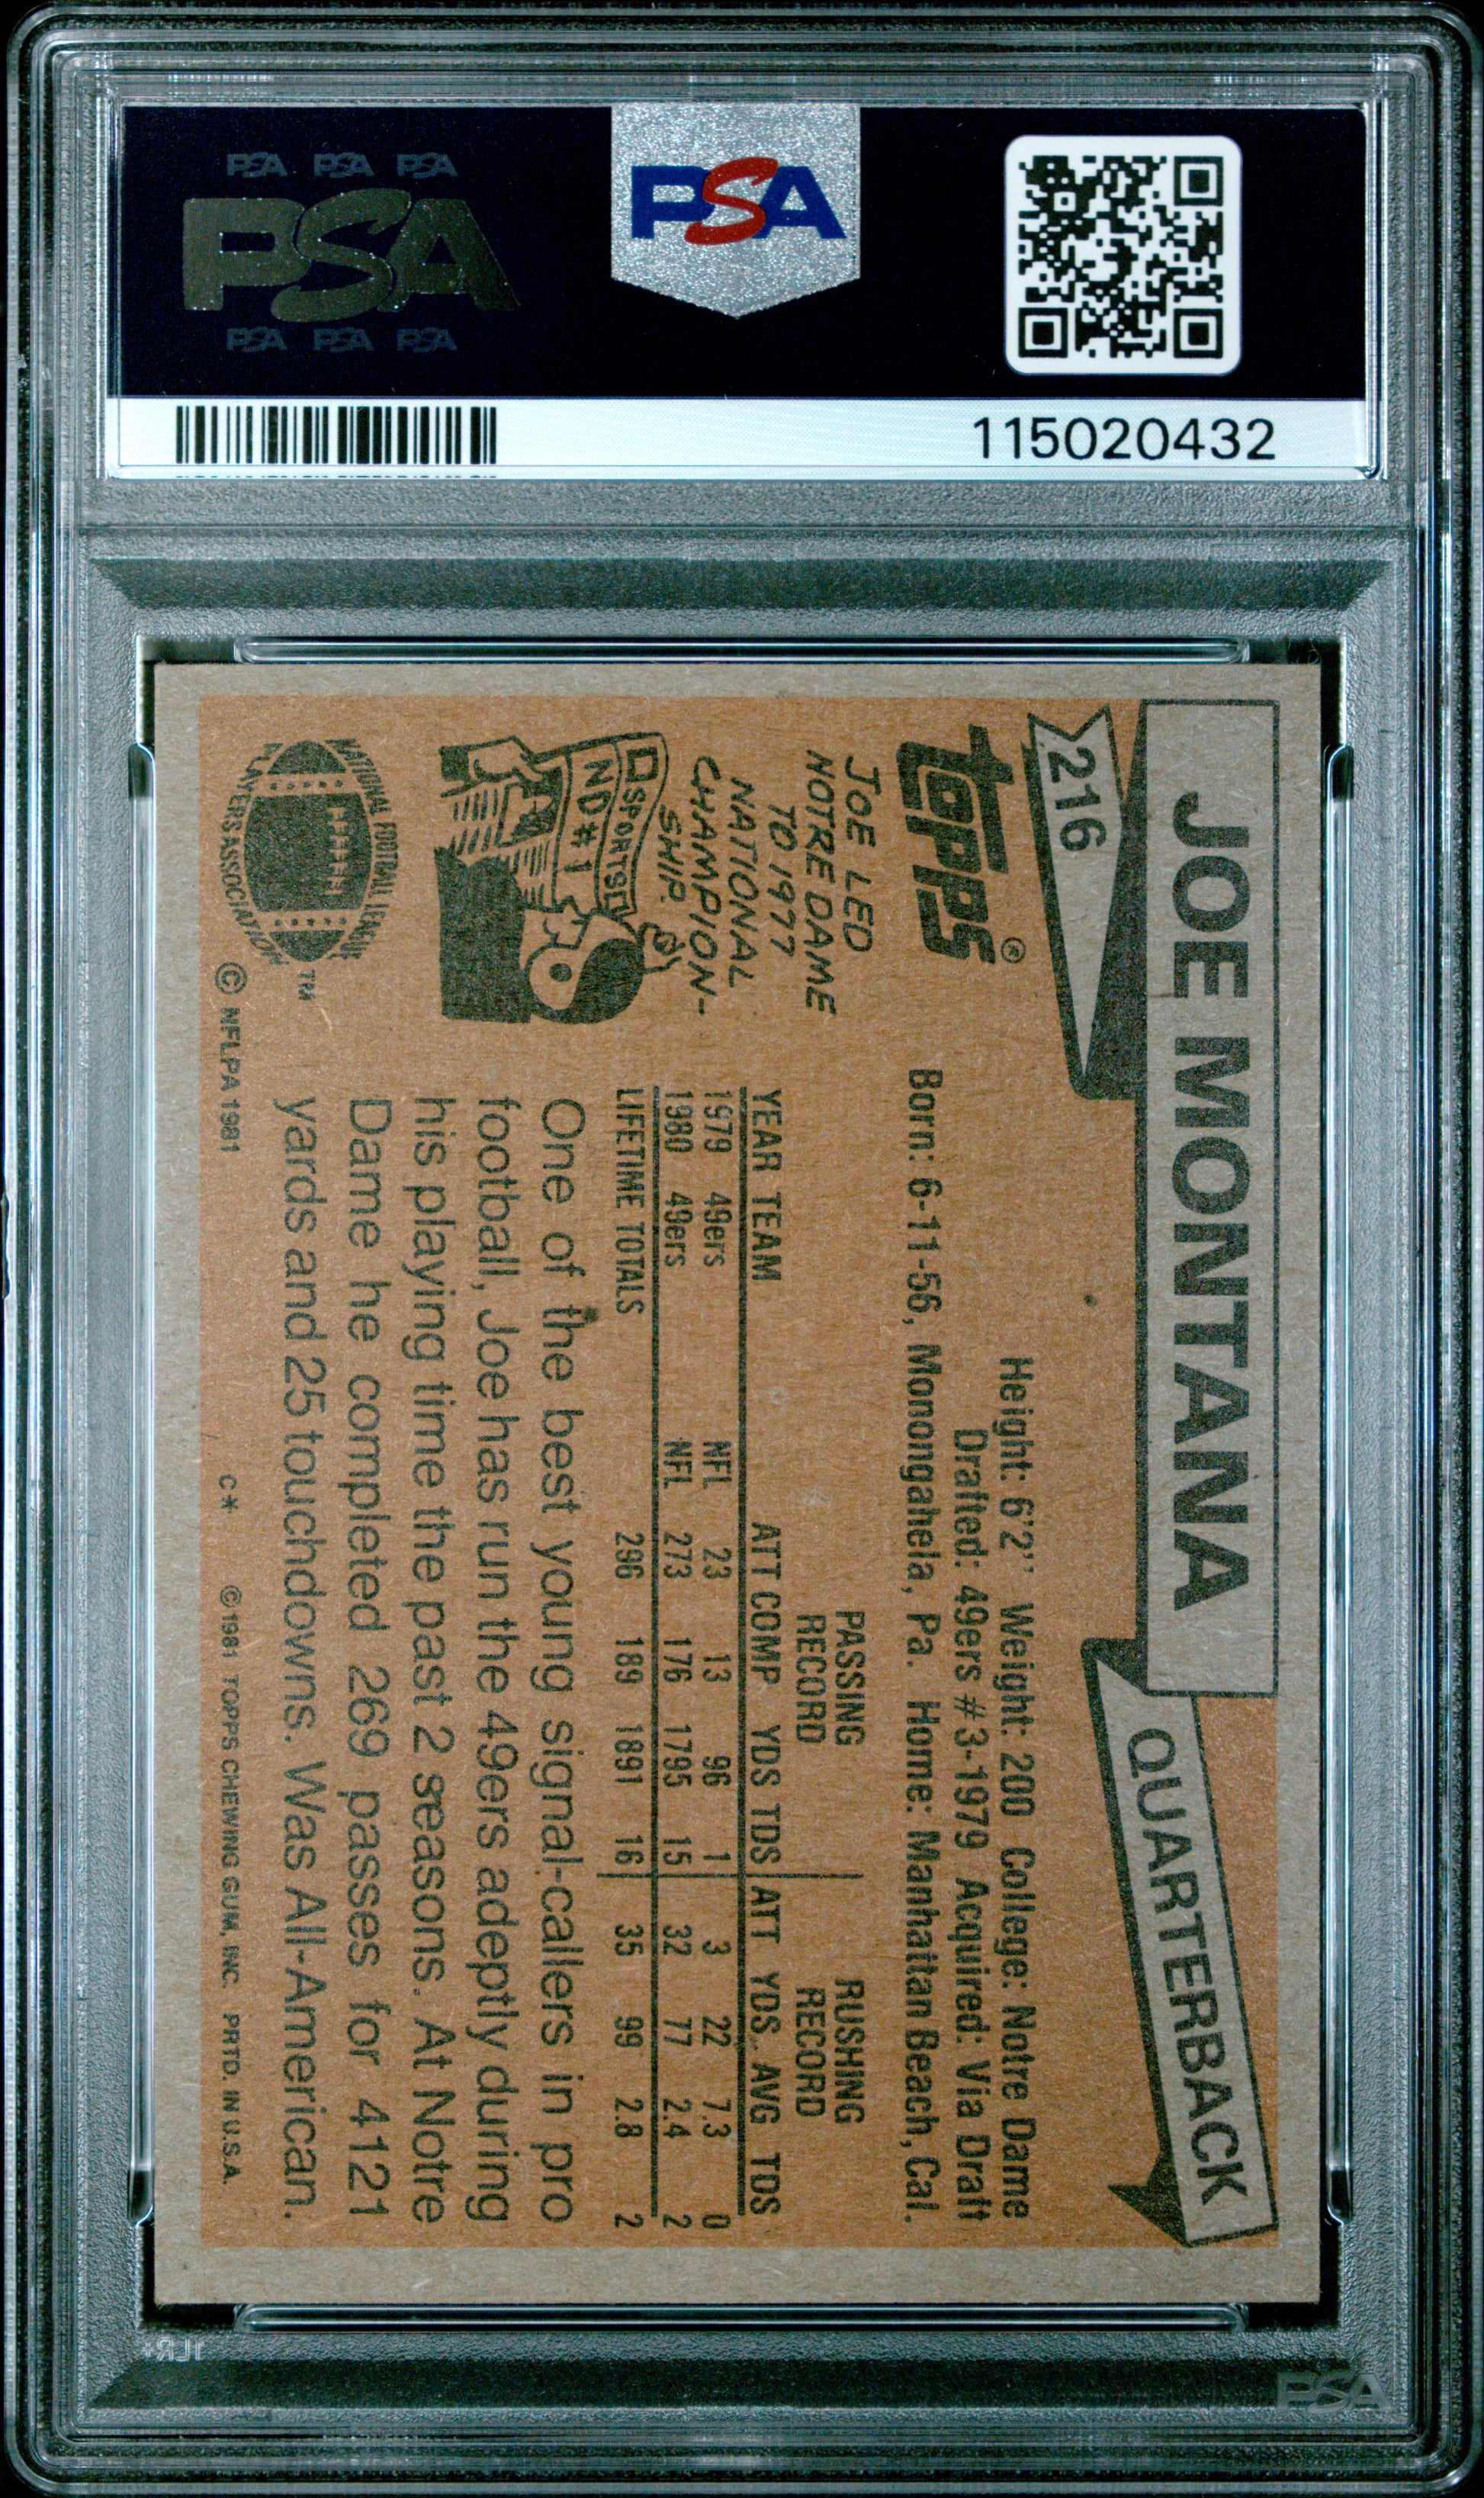 PSA PSA PSA
PSA
PSA PSA PSA
PSA
115020432
JOE MONTANA
QUARTERBACK
216
TOPPS®
Height: 6'2'' Weight: 200 College: Notre Dame
Drafted: 49ers #3-1979 Acquired: Via Draft
Born: 6-11-56, Monongahela, Pa. Home: Manhattan Beach, Cal.
JOE LED
NOTRE DAME
TO 1977
NATIONAL
CHAMPION-
SHIP.
SPORTS
ND #1
PASSING RUSHING
RECORD RECORD
YEAR TEAM ATT COMP YDS TDS ATT YDS. AVG TDS
1979 49ers NFL 23 13 96 1 3 22 7.3 0
1980 49ers NFL 273 176 1795 15 32 77 2.4 2
LIFETIME TOTALS 296 189 1891 16 35 99 2.8 2
One of the best young signal-callers in pro
football, Joe has run the 49ers adeptly during
his playing time the past 2 seasons. At Notre
Dame he completed 269 passes for 4121
yards and 25 touchdowns. Was All-American.
NATIONAL FOOTBALL LEAGUE
PLAYERS ASSOCIATION
TM
© NFLPA 1981
C* © 1981 TOPPS CHEWING GUM, INC. PRTD. IN U.S.A.
PSA